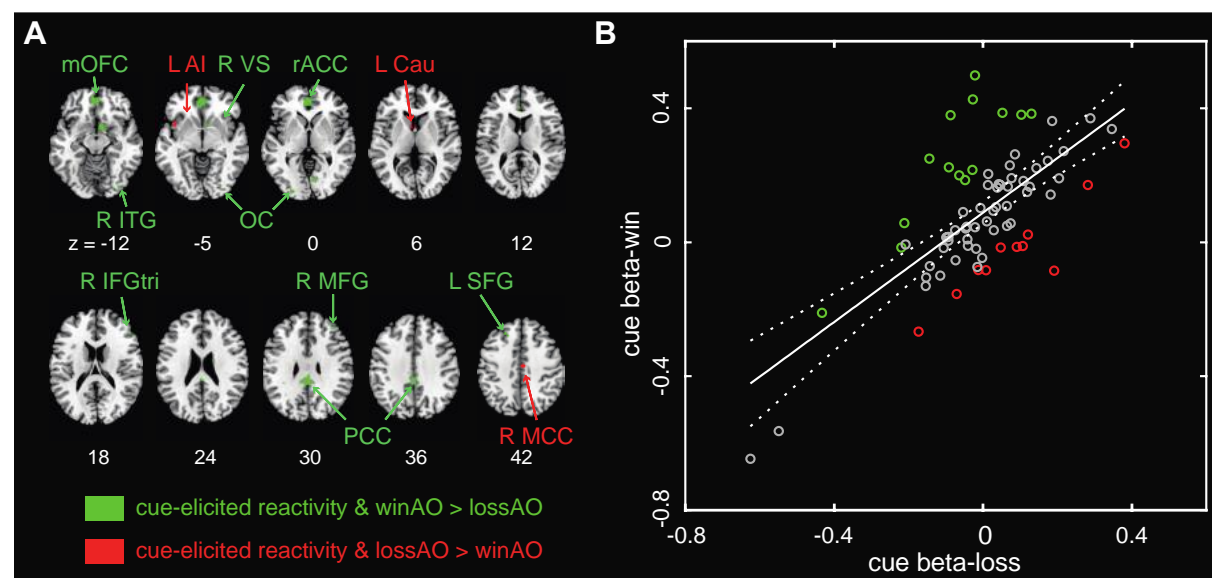 A
mOFC L AI R VS rACC L Cau
R ITG OC
z = -12 -5 0 6 12
R IFGtri R MFG L SFG
PCC R MCC
18 24 30 36 42
cue-elicited reactivity & winAO > lossAO
cue-elicited reactivity & lossAO > winAO
B
cue beta-win
0.4
0
-0.4
-0.8
-0.8 -0.4 0 0.4
cue beta-loss